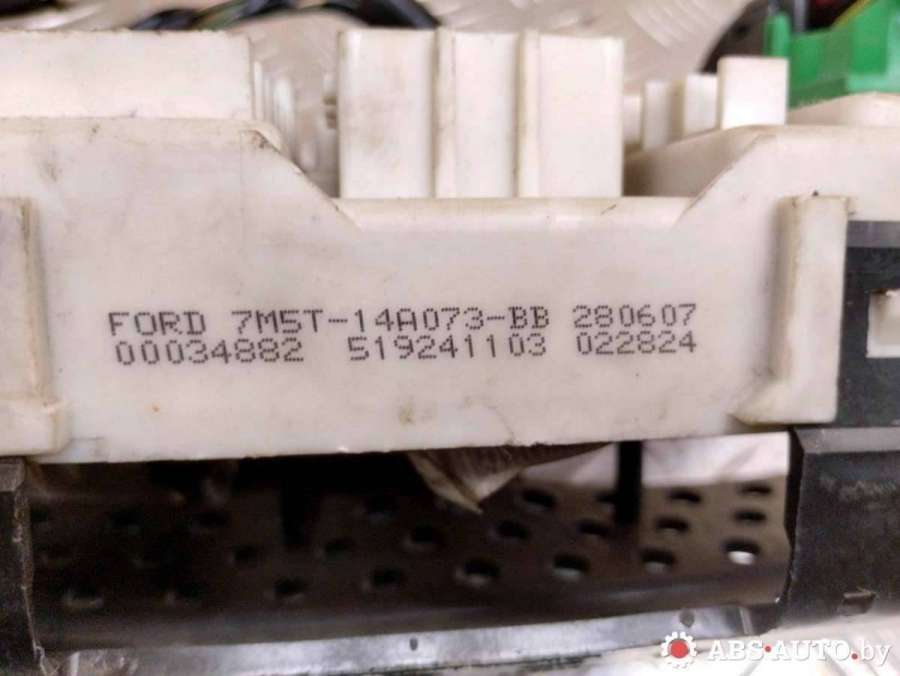 FORD 7M5T-14A073-BB 280607
00034882 519241103 022824
ABS-AUTO.by